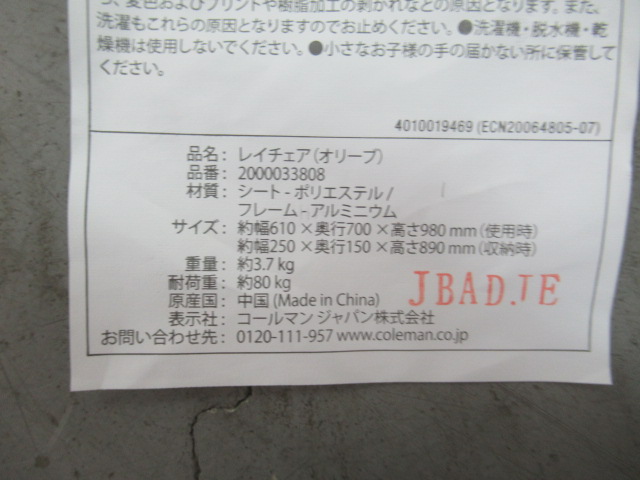 う、変色およびプリントや樹脂加工の剥がれなどの原因となります。また、
洗濯もこれらの原因となりますのでお止めください。●洗濯機・脱水機・乾
燥機は使用しないでください。●小さなお子様の手の届かない所に保管して
ください。
4010019469 (ECN20064805-07)
品名: レイチェア(オリーブ)
品番: 2000033808
材質: シート - ポリエステル /
フレーム - アルミニウム
サイズ: 約幅610×奥行700×高さ980 mm(使用時)
約幅250×奥行150×高さ890 mm(収納時)
重量: 約3.7 kg
耐荷重: 約80 kg
原産国: 中国 (Made in China)
JBAD.TE
表示社: コールマン ジャパン株式会社
お問い合わせ先: 0120-111-957 www.coleman.co.jp